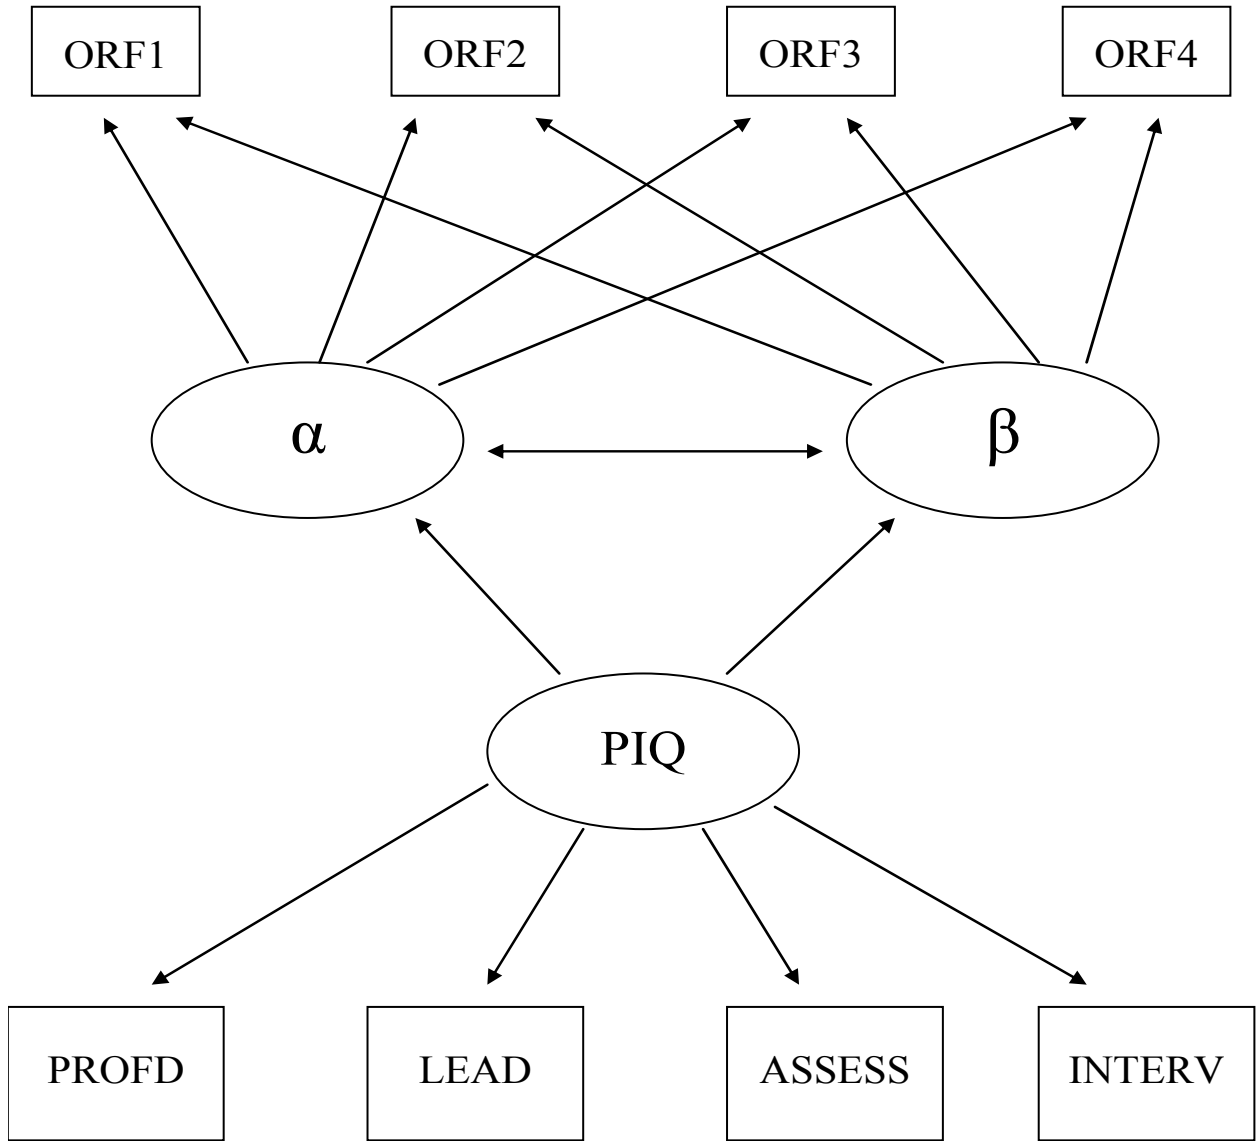 ORF1 ORF2 ORF3 ORF4
α β
PIQ
PROFD LEAD ASSESS INTERV